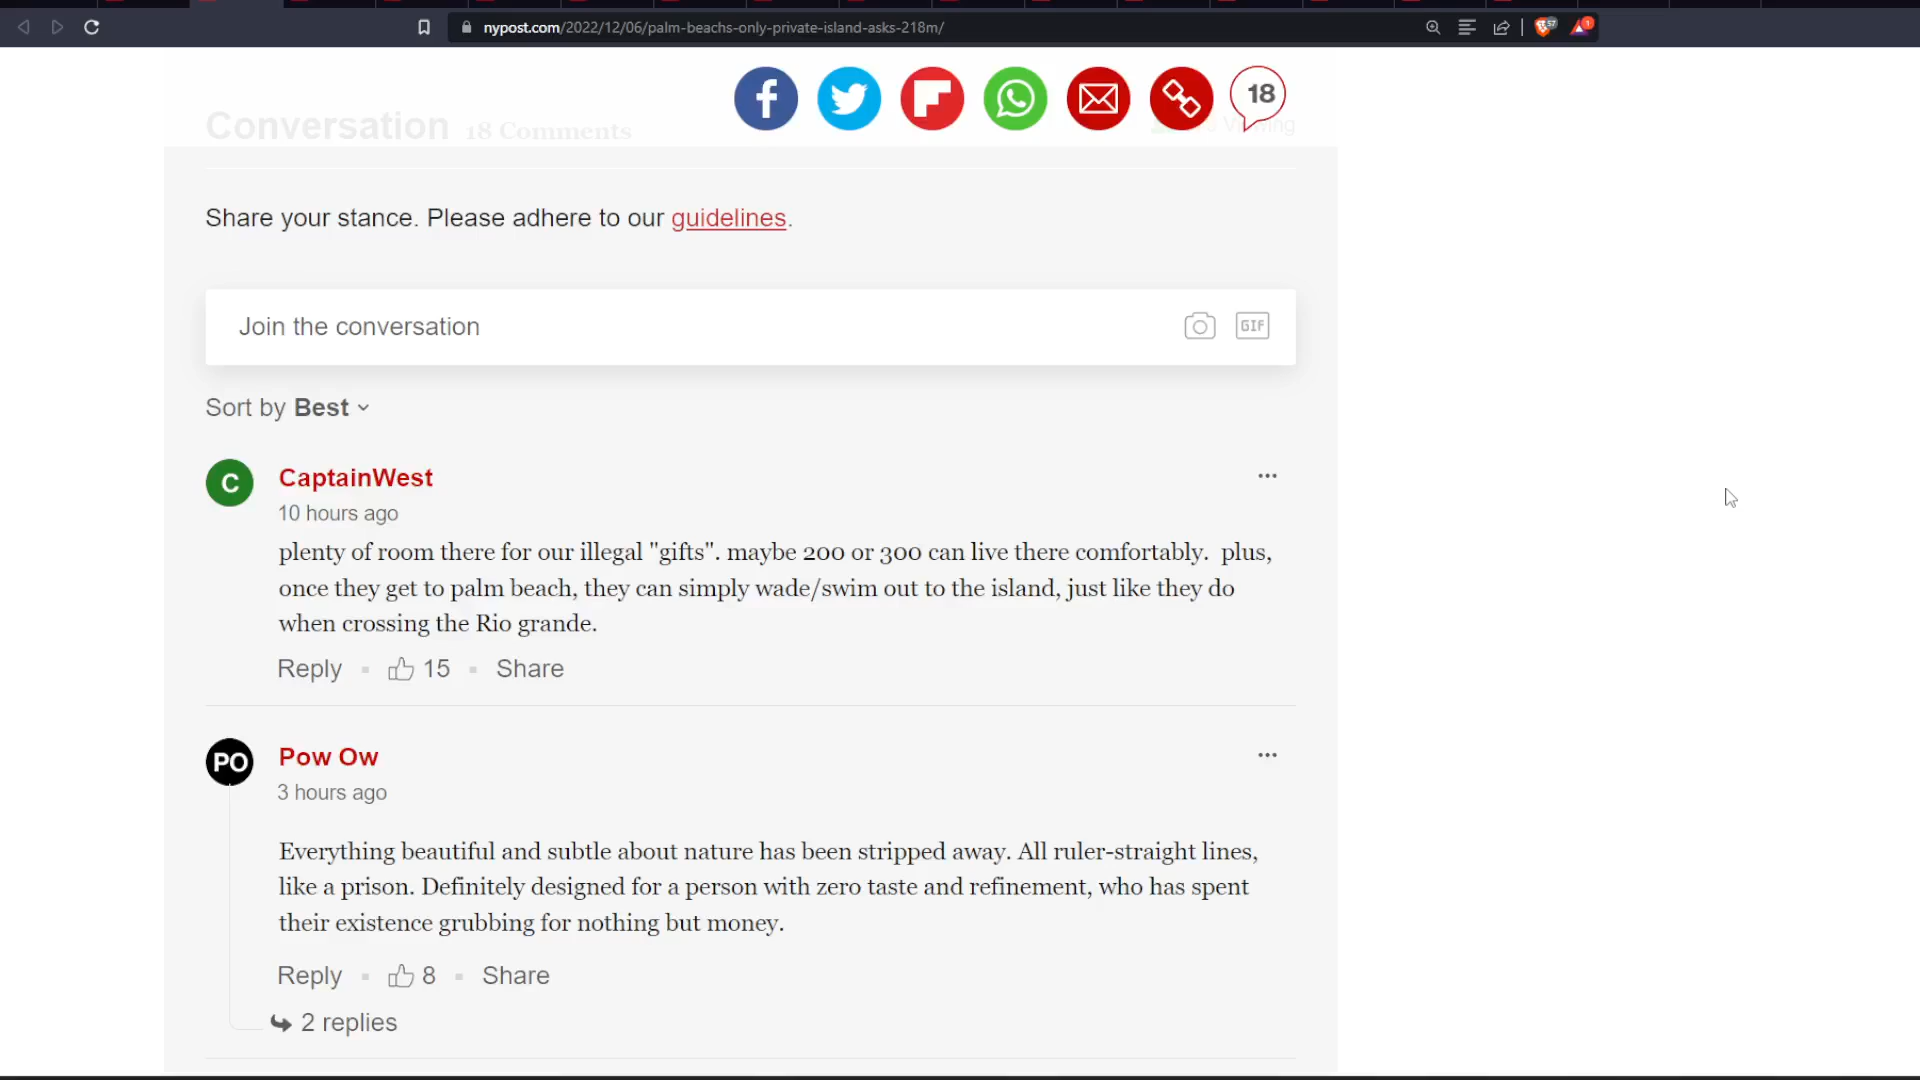 nypost.com/2022/12/06/palm-beachs-only-private-island-asks-218m/
57
1
18
Conversation 18 Comments
Share your stance. Please adhere to our guidelines.
Join the conversation
GIF
Sort by Best
C
CaptainWest
10 hours ago
plenty of room there for our illegal "gifts". maybe 200 or 300 can live there comfortably.  plus,
once they get to palm beach, they can simply wade/swim out to the island, just like they do
when crossing the Rio grande.
Reply 15 Share
PO
Pow Ow
3 hours ago
Everything beautiful and subtle about nature has been stripped away. All ruler-straight lines,
like a prison. Definitely designed for a person with zero taste and refinement, who has spent
their existence grubbing for nothing but money.
Reply 8 Share
2 replies